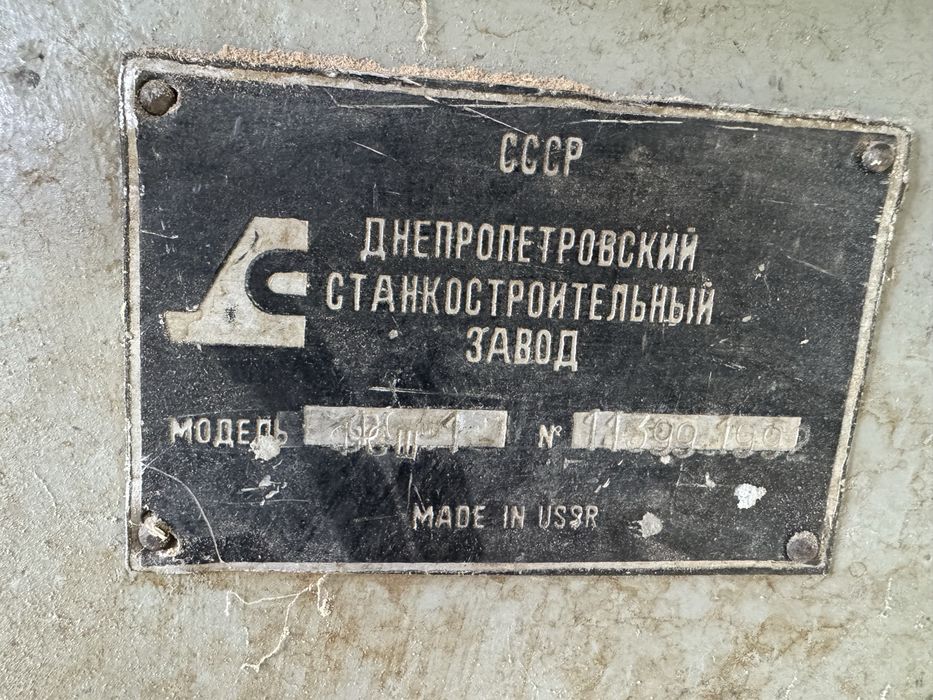 СССР
ДНЕПРОПЕТРОВСКИЙ
СТАНКОСТРОИТЕЛЬНЫЙ
ЗАВОД
МОДЕЛЬ
№
MADE IN USSR